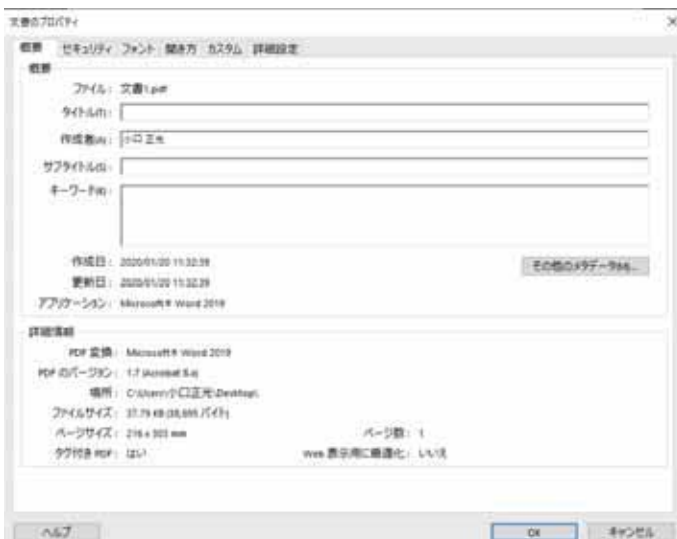 文書のプロパティ
概要 セキュリティ フォント 開き方 カスタム 詳細設定
概要
ファイル: 文書1.pdf
タイトル(T):
作成者(A): 小口 正光
サブタイトル(S):
キーワード(K):
作成日: 2020/01/20 11:32:39
更新日: 2020/01/20 11:32:39
その他のメタデータ(M)...
アプリケーション: Microsoft® Word 2019
詳細情報
PDF 変換: Microsoft® Word 2019
PDF のバージョン: 1.7 (Acrobat 8.x)
場所: C:\Users\小口正光\Desktop\
ファイルサイズ: 37.79 KB
ページサイズ: 216 x 303 mm ページ数: 1
タグ付き PDF: はい Web 表示用に最適化: いいえ
ヘルプ OK キャンセル